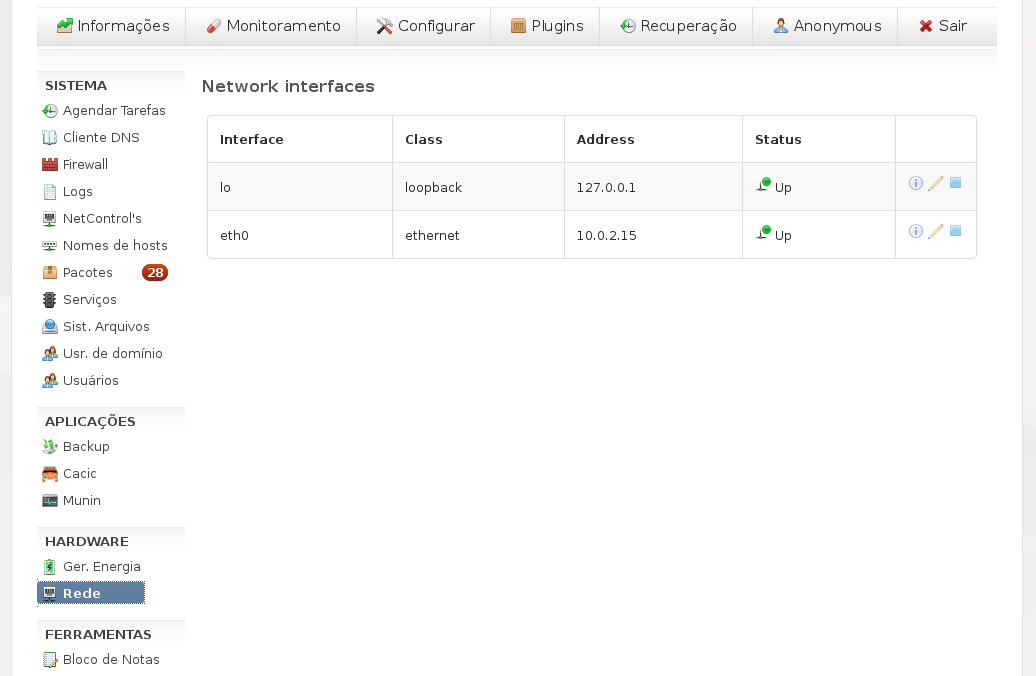 Informações Monitoramento Configurar Plugins Recuperação Anonymous Sair
SISTEMA
Agendar Tarefas
Cliente DNS
Firewall
Logs
NetControl's
Nomes de hosts
Pacotes 28
Serviços
Sist. Arquivos
Usr. de domínio
Usuários
APLICAÇÕES
Backup
Cacic
Munin
HARDWARE
Ger. Energia
Rede
FERRAMENTAS
Bloco de Notas
Network interfaces
Interface Class Address Status
lo loopback 127.0.0.1 Up
eth0 ethernet 10.0.2.15 Up